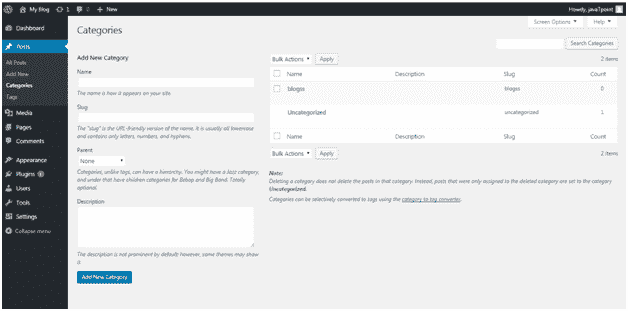 My Blog 1 0 + New Howdy, javatpoint
Screen Options ▼ Help ▼
Dashboard
Posts
All Posts
Add New
Categories
Tags
Media
Pages
Comments
Appearance
Plugins 1
Users
Tools
Settings
Collapse menu
Categories
Search Categories
Add New Category
Name
The name is how it appears on your site.
Slug
The "slug" is the URL-friendly version of the name. It is usually all lowercase
and contains only letters, numbers, and hyphens.
Parent
None ▼
Categories, unlike tags, can have a hierarchy. You might have a Jazz category,
and under that have children categories for Bebop and Big Band. Totally
optional.
Description
The description is not prominent by default; however, some themes may show
it.
Add New Category
Bulk Actions ▼ Apply 2 items
Name Description Slug Count
blogss blogss 0
Uncategorized uncategorized 1
Name Description Slug Count
Bulk Actions ▼ Apply 2 items
Note:
Deleting a category does not delete the posts in that category. Instead, posts that were only assigned to the deleted category are set to the category
Uncategorized.
Categories can be selectively converted to tags using the category to tag converter.